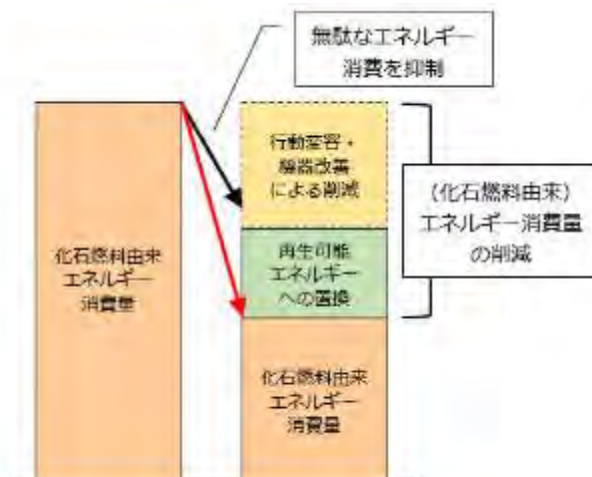 無駄なエネルギー
消費を抑制
行動変容・
機器改善
による削減
(化石燃料由来)
エネルギー消費量
の削減
化石燃料由来
エネルギー
消費量
再生可能
エネルギー
への置換
化石燃料由来
エネルギー
消費量